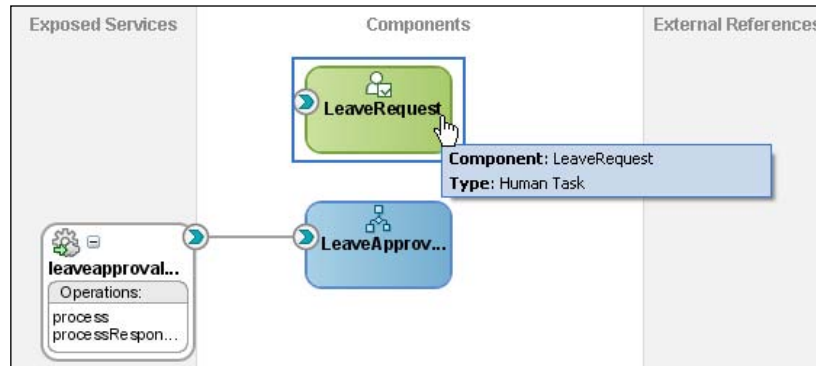 Exposed Services
Components
External References
LeaveRequest
Component: LeaveRequest
Type: Human Task
LeaveApprov...
leaveapproval...
Operations:
process
processRespon...